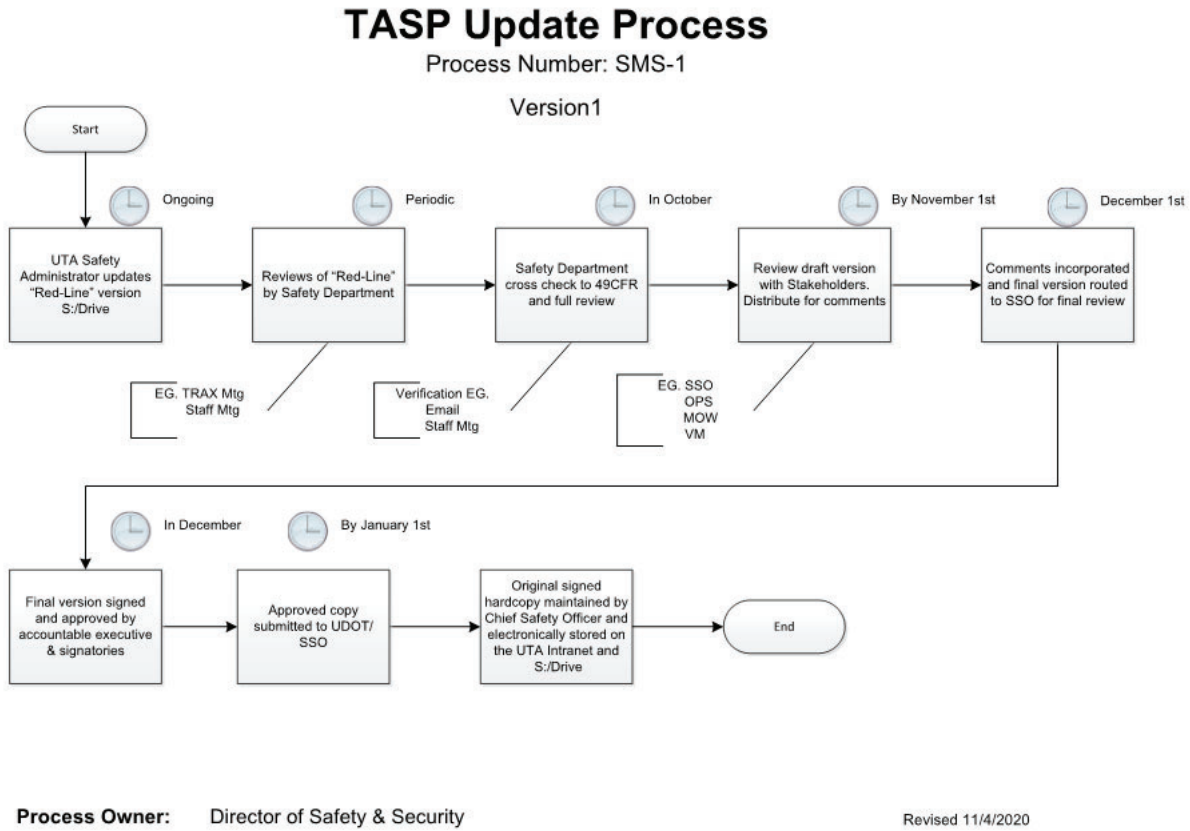 TASP Update Process
Process Number: SMS-1
Version1
Start
Ongoing
Periodic
In October
By November 1st
December 1st
UTA Safety
Administrator updates
“Red-Line” version
S:/Drive
Reviews of “Red-Line”
by Safety Department
Safety Department
cross check to 49CFR
and full review
Review draft version
with Stakeholders.
Distribute for comments
Comments incorporated
and final version routed
to SSO for final review
EG. TRAX Mtg
Staff Mtg
Verification EG.
Email
Staff Mtg
EG. SSO
OPS
MOW
VM
In December
By January 1st
Final version signed
and approved by
accountable executive
& signatories
Approved copy
submitted to UDOT/
SSO
Original signed
hardcopy maintained by
Chief Safety Officer and
electronically stored on
the UTA Intranet and
S:/Drive
End
Process Owner: Director of Safety & Security
Revised 11/4/2020